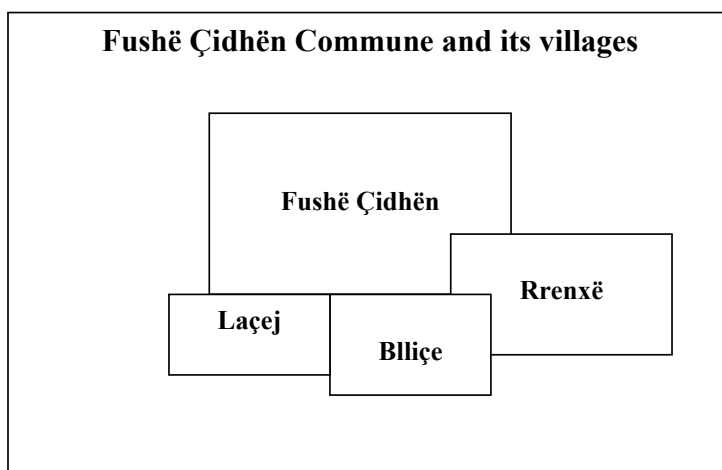 Fushë Çidhën Commune and its villages
Fushë Çidhën
Rrenxë
Laçej
Blliçe